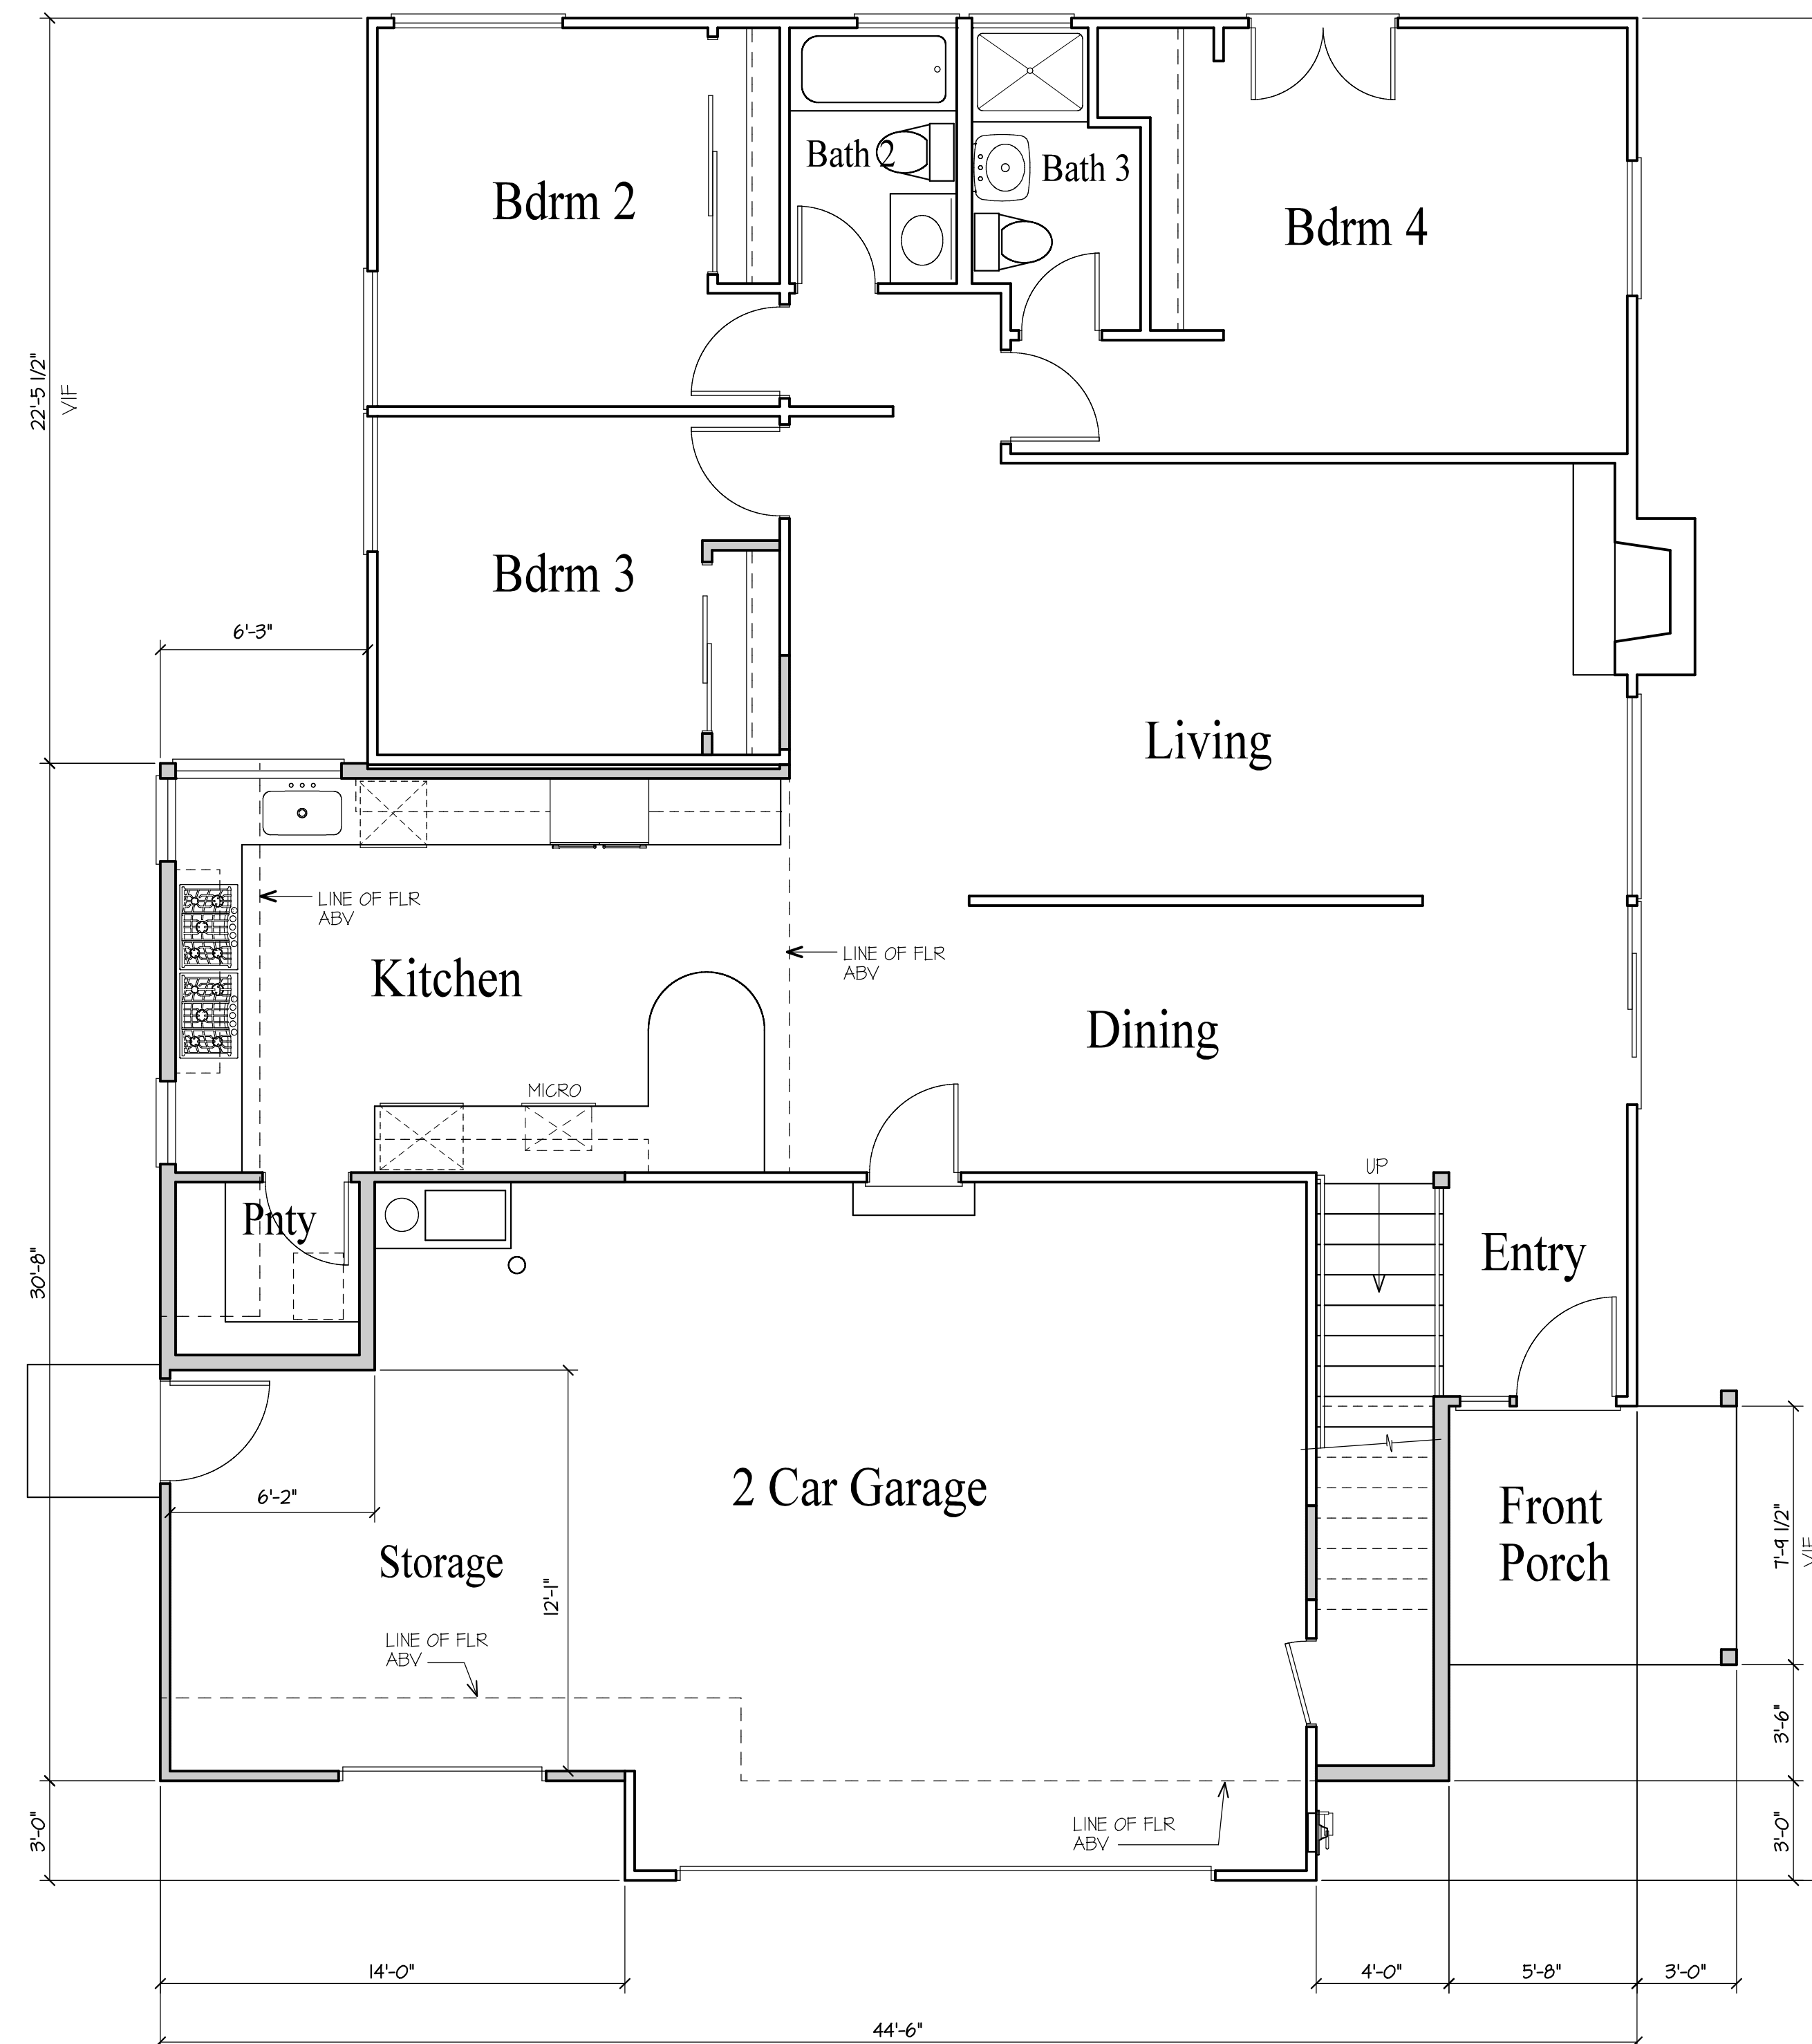 Bath 2
Bath 3
Bdrm 2
Bdrm 4
22'-5 1/2"
VIF
Bdrm 3
6'-3"
Living
LINE OF FLR
ABV
LINE OF FLR
ABV
Kitchen
Dining
MICRO
UP
Pnty
Entry
30'-8"
2 Car Garage
6'-2"
Front
Porch
7'-9 1/2"
VIF
Storage
12'-1"
LINE OF FLR
ABV
3'-6"
LINE OF FLR
ABV
3'-0"
3'-0"
14'-0"
4'-0"
5'-8"
3'-0"
44'-6"